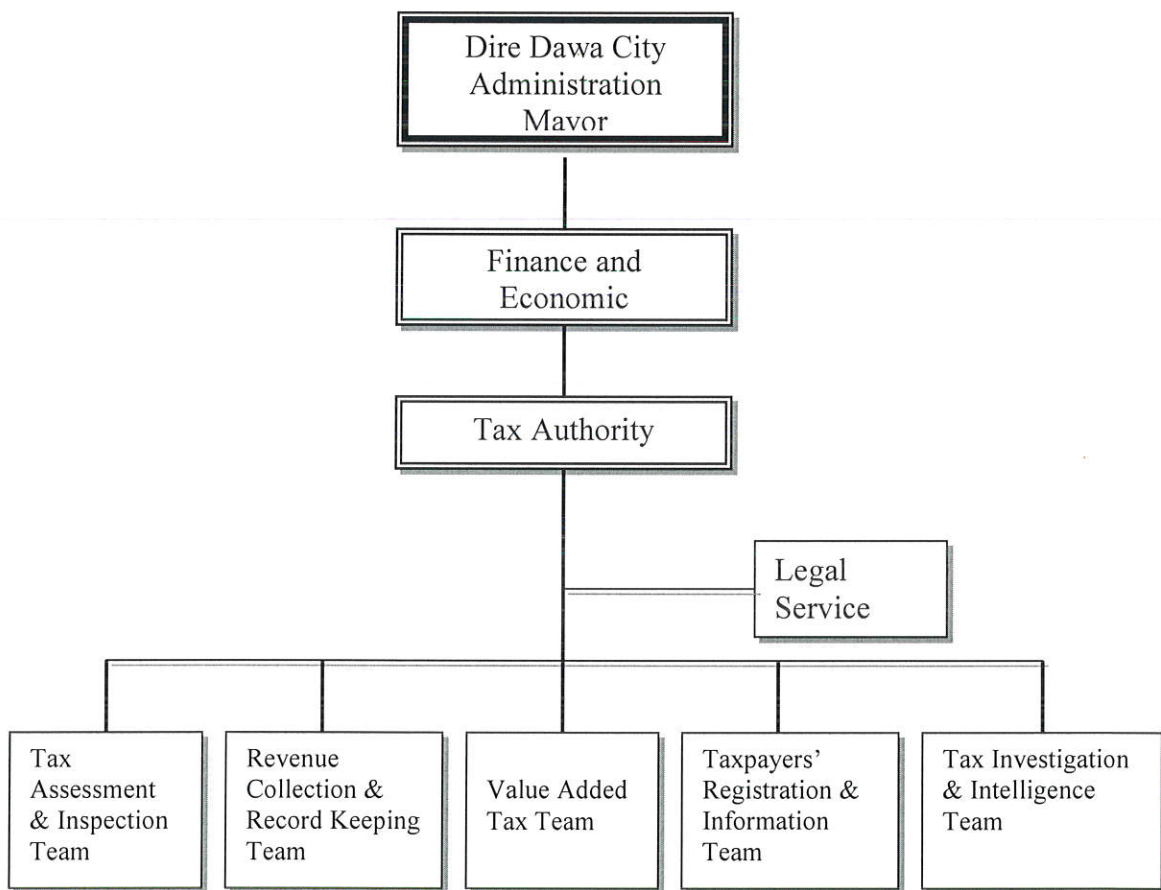 Dire Dawa City
Administration
Mayor
Finance and
Economic
Tax Authority
Legal
Service
Tax
Assessment
& Inspection
Team
Revenue
Collection &
Record Keeping
Team
Value Added
Tax Team
Taxpayers’
Registration &
Information
Team
Tax Investigation
& Intelligence
Team